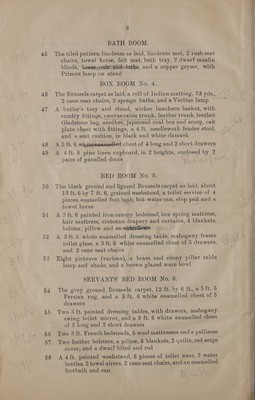 6
BATH ROOM.
45 The tiled pattern linoleum as laid, linoleum mat, 2 rush seat
chairs, towel horse, felt mat, bath tray, 2 dwarf muslin
blinds, and a copper geyser, with
Primus lamp on stand
BOX ROOM No. 4.
46 The Brussels carpet as laid, a roll of Indian matting, 33 yds.,
2 cane seat chairs, 2 sponge baths, and a Veritas lamp
47 A butler's tray and stand, wicker luncheon basket, with
sundry fittings, canvas cabin trunk, leather trunk, leather
Gladstone bag, another, japanned coal box and scoop, oak
plate chest with fittings, a 4 ft. needlework fender stool,
and a seat cushion, in black and white damask
48 A 3 ft. 6 chest of 4 long and 2 short drawers
49 A 4 ft. 8 pine linen cupboard, in 2 heights, enclosed by 2
pairs of panelled doors
BED ROOM No. 5.
50 The blank ground and figured Brussels carpet as laid, about
13 ft. 6 by 7 ft. 6, grained washstand, a toilet service of 4
pieces, enamelled foot bath, hot water can, slop pail and a
towel horse
51 A 3 ft. 6 painted iron canopy bedstead, box spring mattress,
hair mattress, cretonne drapery and curtains, 4 blankets,
bolster, pillow and an
52 A 3 ft. 6 white enamelled dressing table, mahogany frame
toilet glass, a 3 ft. 6 white enamelled chest of 5 drawers,
and 2 cane seat chairs
53 Eight pictures (various), a brass and ebony pillar table
lamp and shade, and a brown glazed ware bowl
SERVANTS' BED ROOM No. 6.
54 The grey ground Brussels carpet, 12 ft. by 6 ft., a 5 ft. 6
Persian rug, and a 3 ft. 6 white enamelled chest of 5
drawers
55 Two 3 ft. painted dressing tables, with drawers, mahogany
swing toilet mirror, and a 3 ft. 6 white enamelled chest
of 3 long and 2 short drawers
56 Two 3 ft. French bedsteads, 5 wool mattresses and a palliasse
57 Two feather bolsters, a pillow, 6 blankets, 2 quilts, red serge
cover, and a dwarf blind and rod
58 A 4 ft. painted washstand, 6 pieces of toilet ware, 2 water
bottles, 2 towel airers, 2 cane seat chairs, and an enamelled
footbath and can